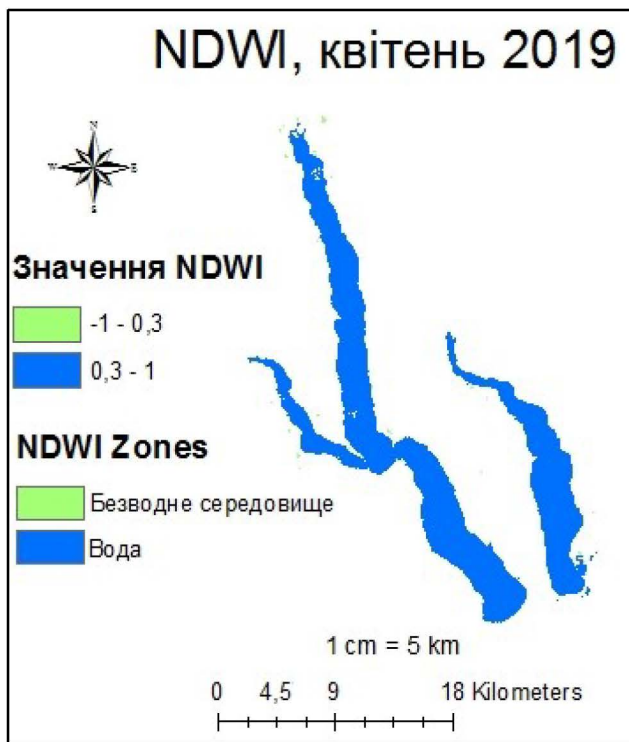 NDWI, квітень 2019
N
W E
S
Значення NDWI
-1 - 0,3
0,3 - 1
NDWI Zones
Безводне середовище
Вода
1 cm = 5 km
0 4,5 9 18 Kilometers